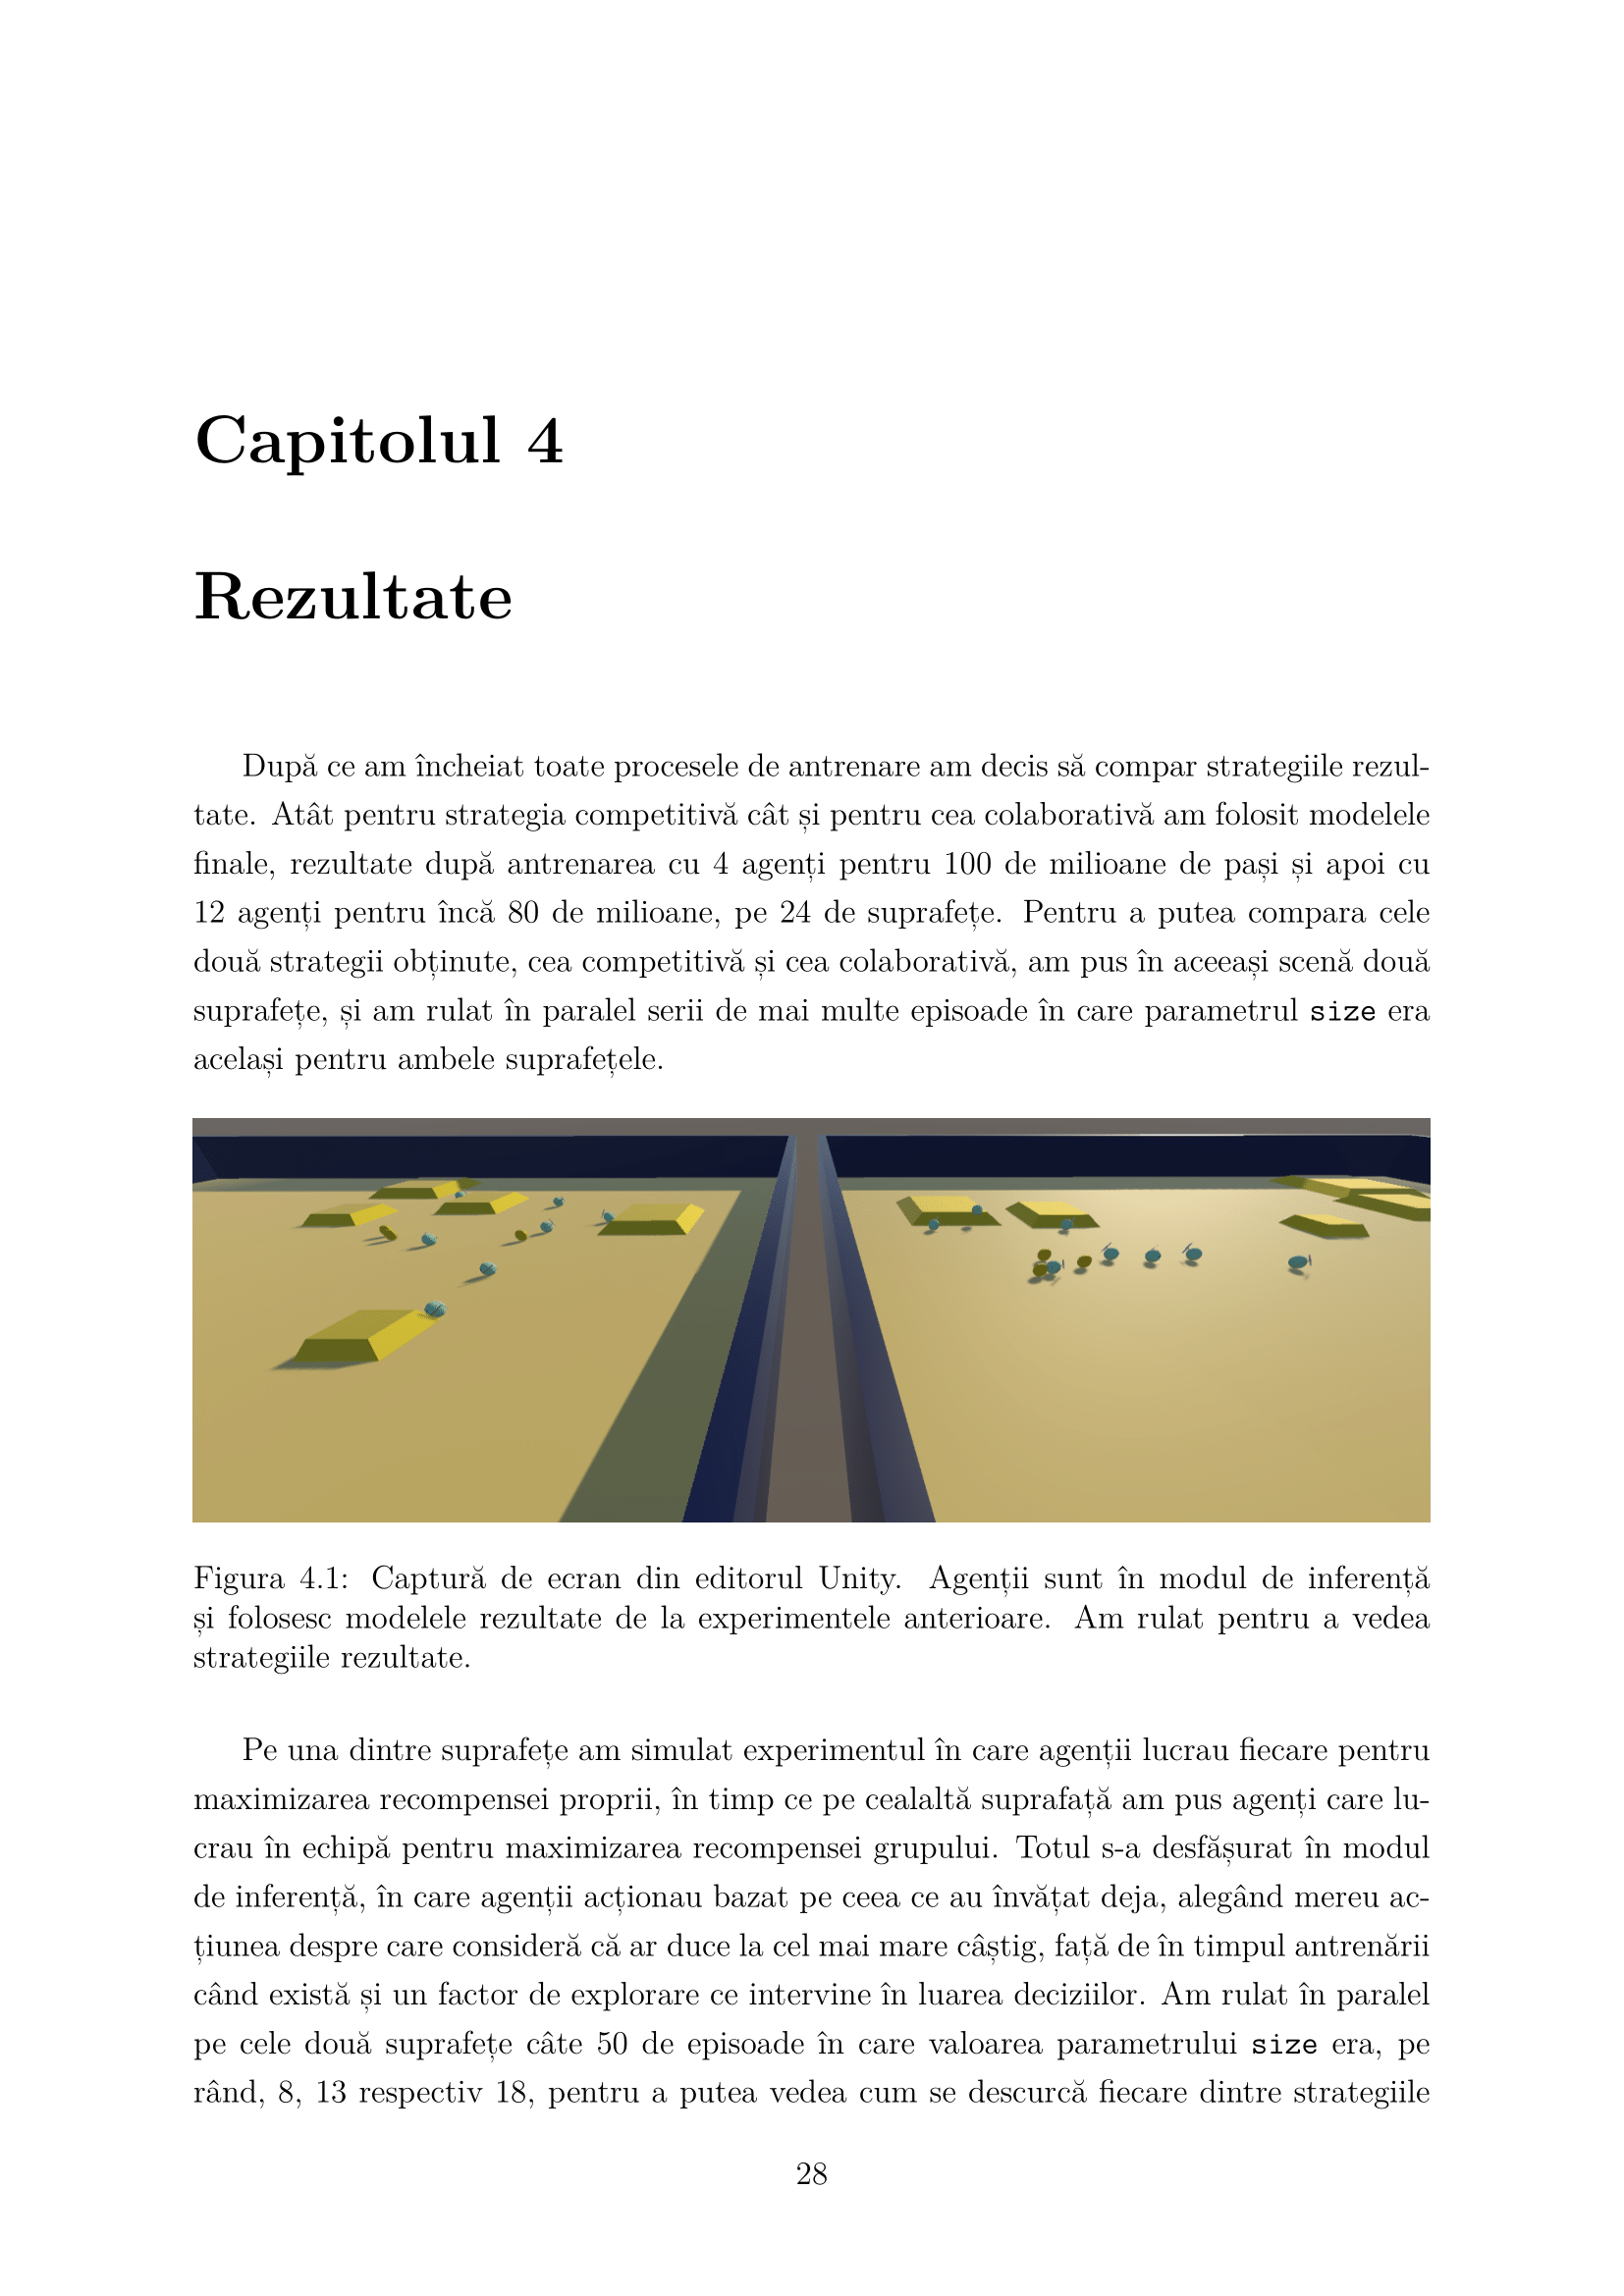 Capitolul 4
Rezultate
După ce am încheiat toate procesele de antrenare am decis să compar strategiile rezul-
tate. Atât pentru strategia competitivă cât și pentru cea colaborativă am folosit modelele
finale, rezultate după antrenarea cu 4 agenți pentru 100 de milioane de pași și apoi cu
12 agenți pentru încă 80 de milioane, pe 24 de suprafețe. Pentru a putea compara cele
două strategii obținute, cea competitivă și cea colaborativă, am pus în aceeași scenă două
suprafețe, și am rulat în paralel serii de mai multe episoade în care parametrul size era
același pentru ambele suprafețele.
Figura 4.1: Captură de ecran din editorul Unity. Agenții sunt în modul de inferență
și folosesc modelele rezultate de la experimentele anterioare. Am rulat pentru a vedea
strategiile rezultate.
Pe una dintre suprafețe am simulat experimentul în care agenții lucrau fiecare pentru
maximizarea recompensei proprii, în timp ce pe cealaltă suprafață am pus agenți care lu-
crau în echipă pentru maximizarea recompensei grupului. Totul s-a desfășurat în modul
de inferență, în care agenții acționau bazat pe ceea ce au învățat deja, alegând mereu ac-
țiunea despre care consideră că ar duce la cel mai mare câștig, față de în timpul antrenării
când există și un factor de explorare ce intervine în luarea deciziilor. Am rulat în paralel
pe cele două suprafețe câte 50 de episoade în care valoarea parametrului size era, pe
rând, 8, 13 respectiv 18, pentru a putea vedea cum se descurcă fiecare dintre strategiile
28